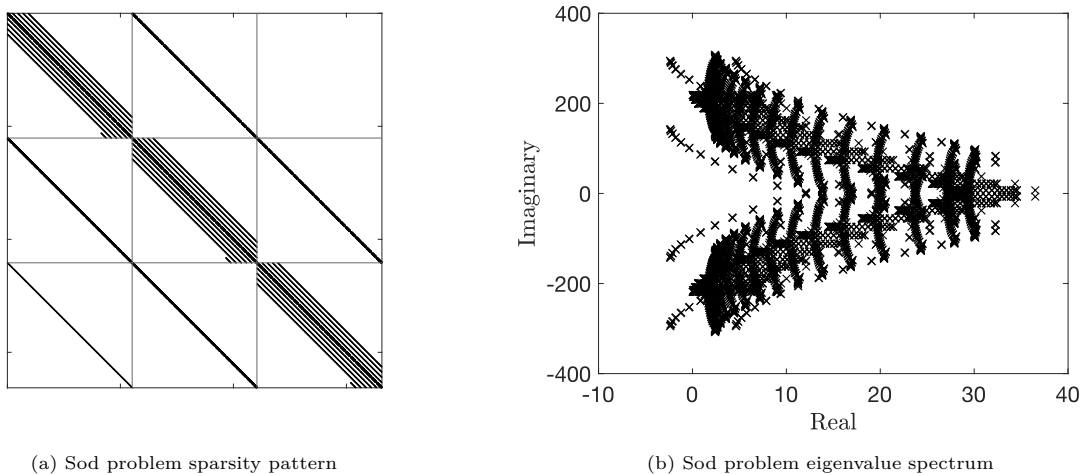 400
200
0
-200
-400
Imaginary
-10
0
10
20
30
40
Real
(a) Sod problem sparsity pattern
(b) Sod problem eigenvalue spectrum